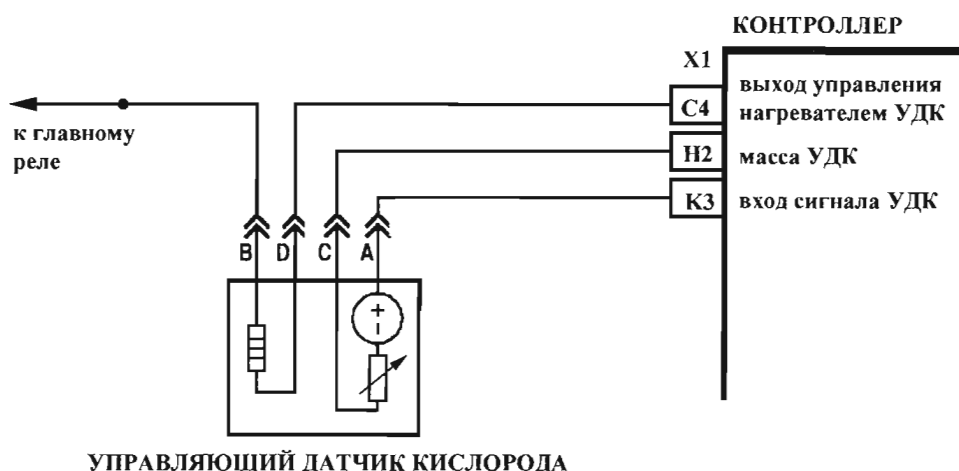 КОНТРОЛЛЕР
X1
C4
выход управления
нагревателем УДК
к главному
реле
H2
масса УДК
K3
вход сигнала УДК
B
D
C
A
+
−
УПРАВЛЯЮЩИЙ ДАТЧИК КИСЛОРОДА